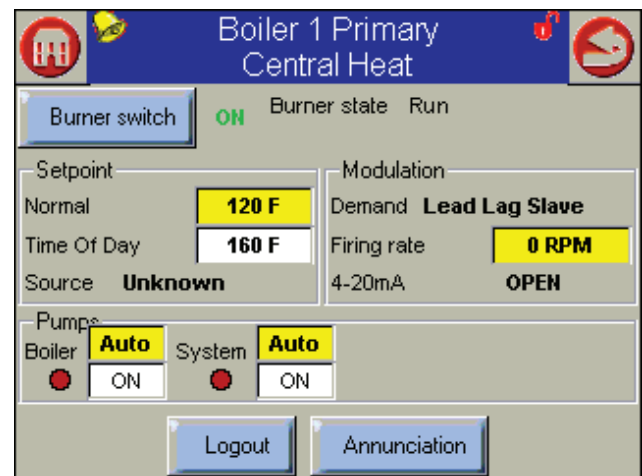 Boiler 1 Primary
Central Heat
Burner switch ON Burner state Run
Setpoint
Normal 120 F
Time Of Day 160 F
Source Unknown
Modulation
Demand Lead Lag Slave
Firing rate 0 RPM
4-20mA OPEN
Pumps
Boiler Auto System Auto
ON ON
Logout Annunciation